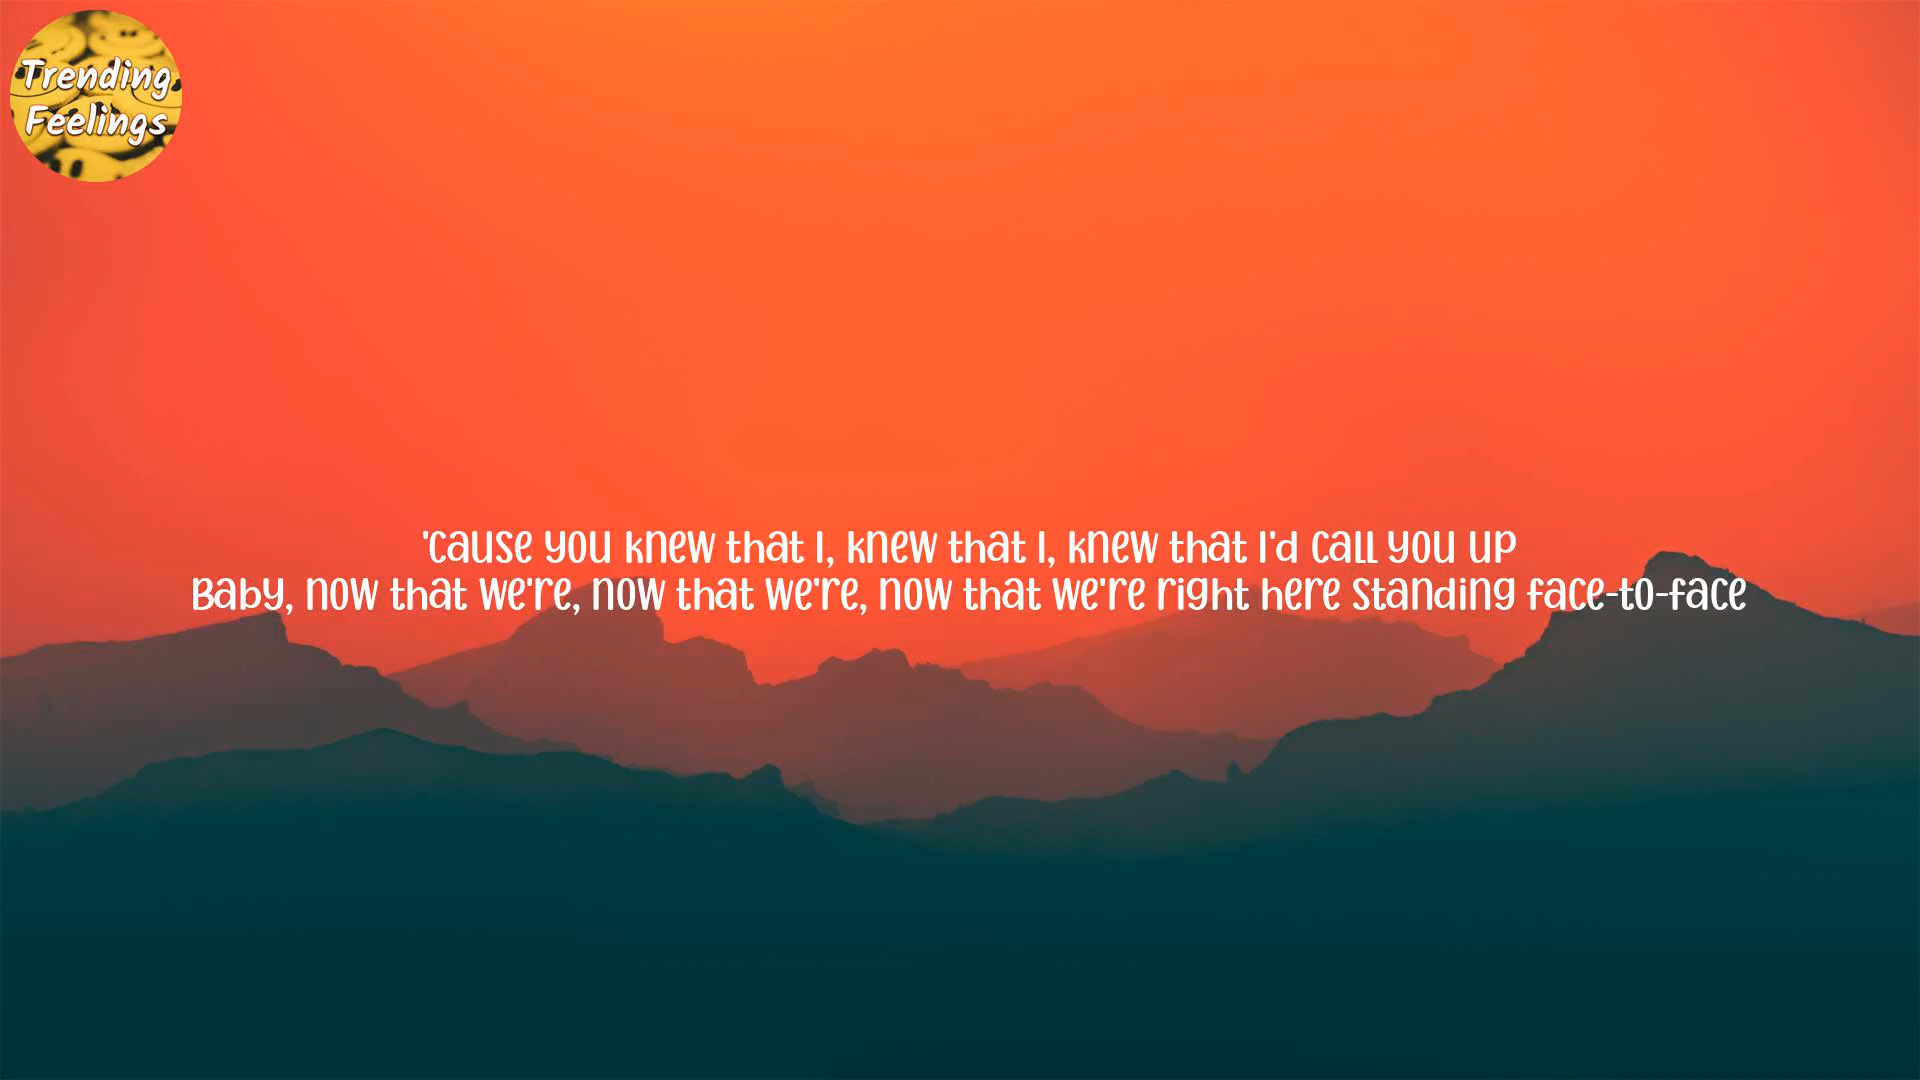 Trending
Feelings
'cause you knew that I, knew that I, knew that I'd call you up
Baby, now that we're, now that we're, now that we're right here standing face-to-face